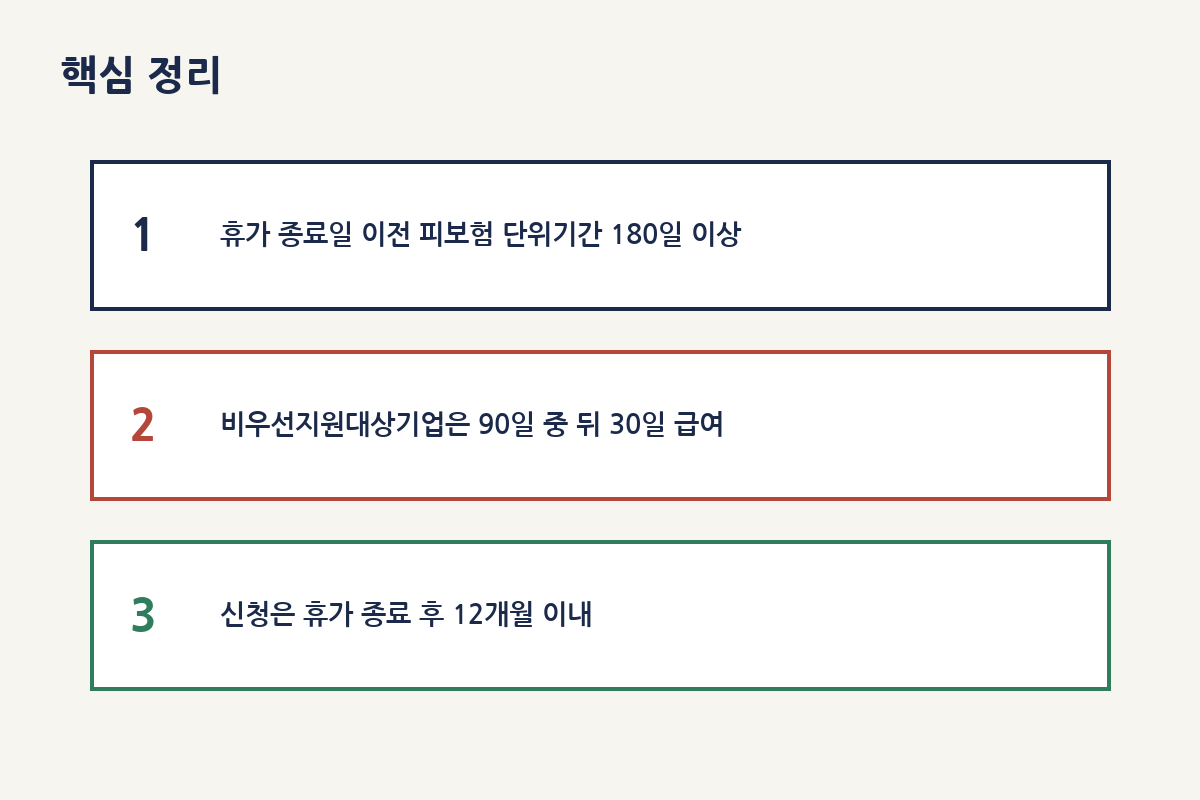 핵심 정리
1 휴가 종료일 이전 피보험 단위기간 180일 이상
2 비우선지원대상기업은 90일 중 뒤 30일 급여
3 신청은 휴가 종료 후 12개월 이내